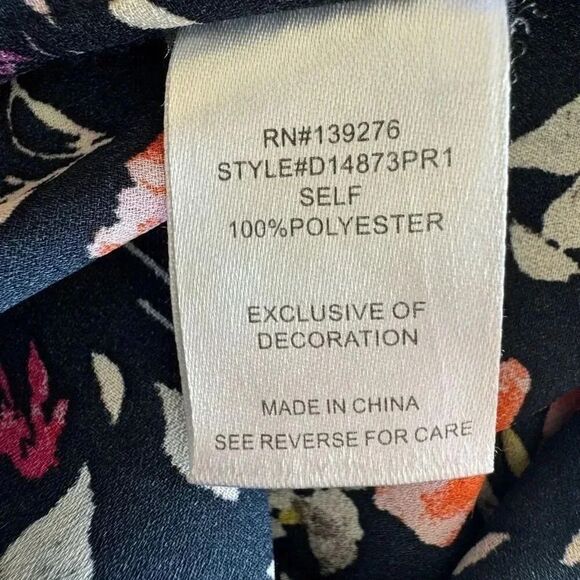 RN#139276
STYLE#D14873PR1
SELF
100%POLYESTER
EXCLUSIVE OF
DECORATION
MADE IN CHINA
SEE REVERSE FOR CARE